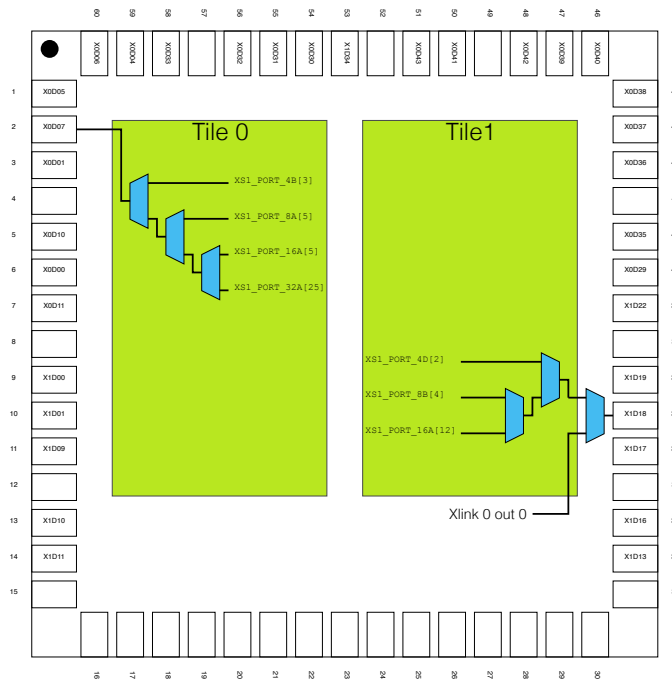 60 59 58 57 56 55 54 53 52 51 50 49 48 47 46
X0D06 X0D04 X0D33 X0D32 X0D31 X0D30 X1D34 X0D43 X0D41 X0D42 X0D39 X0D40
1 X0D05 X0D38
2 X0D07 Tile 0 Tile1 X0D37
3 X0D01 X0D36
XS1_PORT_4B[3]
4
XS1_PORT_8A[5]
5 X0D10 X0D35
XS1_PORT_16A[5]
6 X0D00 X0D29
XS1_PORT_32A[25]
7 X0D11 X1D22
8
XS1_PORT_4D[2]
9 X1D00 X1D19
XS1_PORT_8B[4]
10 X1D01 X1D18
XS1_PORT_16A[12]
11 X1D09 X1D17
12
Xlink 0 out 0
13 X1D10 X1D16
14 X1D11 X1D13
15
16 17 18 19 20 21 22 23 24 25 26 27 28 29 30